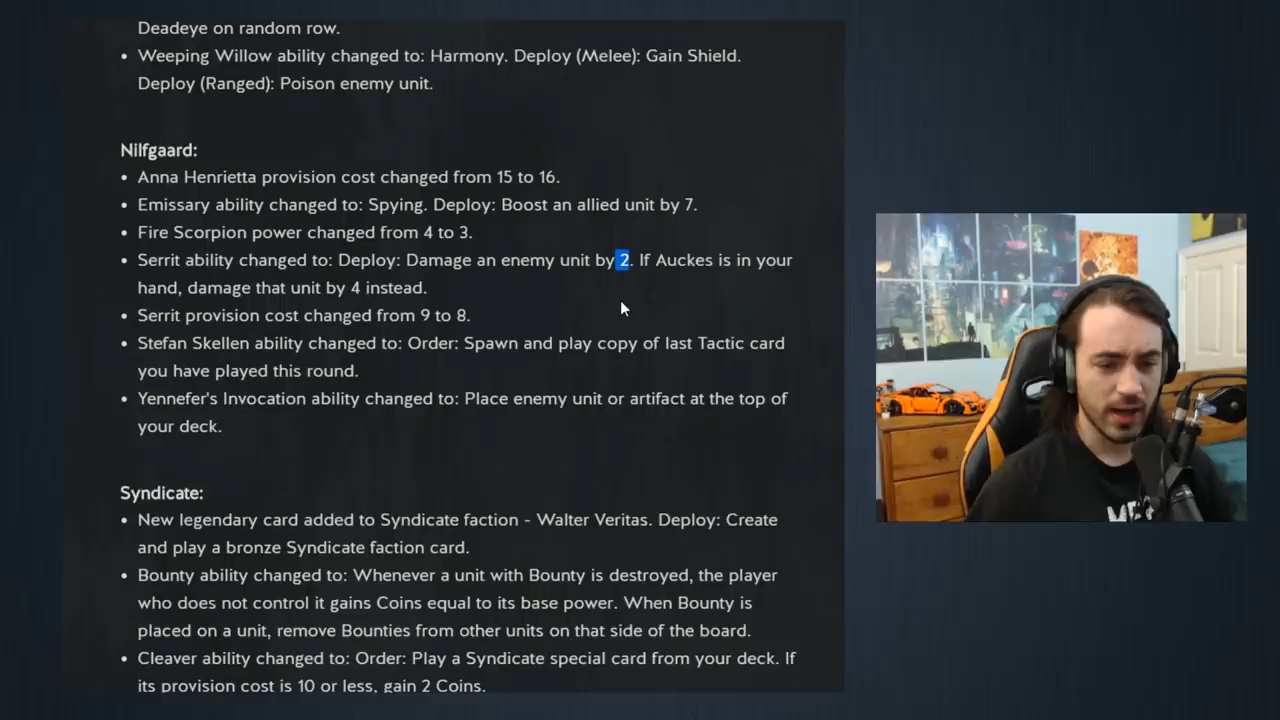 Deadeye on random row.
• Weeping Willow ability changed to: Harmony. Deploy (Melee): Gain Shield.
Deploy (Ranged): Poison enemy unit.
Nilfgaard:
• Anna Henrietta provision cost changed from 15 to 16.
• Emissary ability changed to: Spying. Deploy: Boost an allied unit by 7.
• Fire Scorpion power changed from 4 to 3.
• Serrit ability changed to: Deploy: Damage an enemy unit by 2. If Auckes is in your
hand, damage that unit by 4 instead.
• Serrit provision cost changed from 9 to 8.
• Stefan Skellen ability changed to: Order: Spawn and play copy of last Tactic card
you have played this round.
• Yennefer's Invocation ability changed to: Place enemy unit or artifact at the top of
your deck.
Syndicate:
• New legendary card added to Syndicate faction - Walter Veritas. Deploy: Create
and play a bronze Syndicate faction card.
• Bounty ability changed to: Whenever a unit with Bounty is destroyed, the player
who does not control it gains Coins equal to its base power. When Bounty is
placed on a unit, remove Bounties from other units on that side of the board.
• Cleaver ability changed to: Order: Play a Syndicate special card from your deck. If
its provision cost is 10 or less, gain 2 Coins.